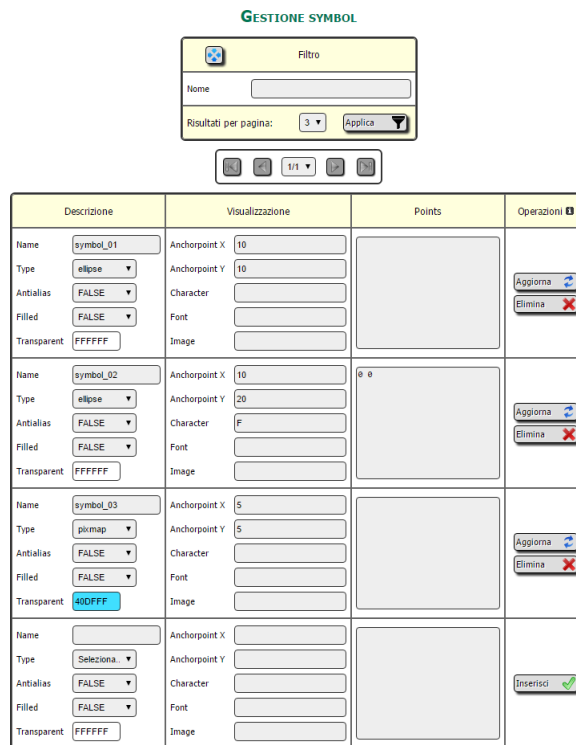 GESTIONE SYMBOL
Filtro
Nome
Risultati per pagina: 3 Applica
1/1
Descrizione Visualizzazione Points Operazioni
Name symbol_01 Anchorpoint X 10
Type ellipse Anchorpoint Y 10
Antialias FALSE Character
Filled FALSE Font
Transparent FFFFFF Image
Aggiorna
Elimina
Name symbol_02 Anchorpoint X 10 0 0
Type ellipse Anchorpoint Y 20
Antialias FALSE Character F
Filled FALSE Font
Transparent FFFFFF Image
Aggiorna
Elimina
Name symbol_03 Anchorpoint X 5
Type pixmap Anchorpoint Y 5
Antialias FALSE Character
Filled FALSE Font
Transparent 40DFFF Image
Aggiorna
Elimina
Name Anchorpoint X
Type Seleziona.. Anchorpoint Y
Antialias FALSE Character
Filled FALSE Font
Transparent FFFFFF Image
Inserisci